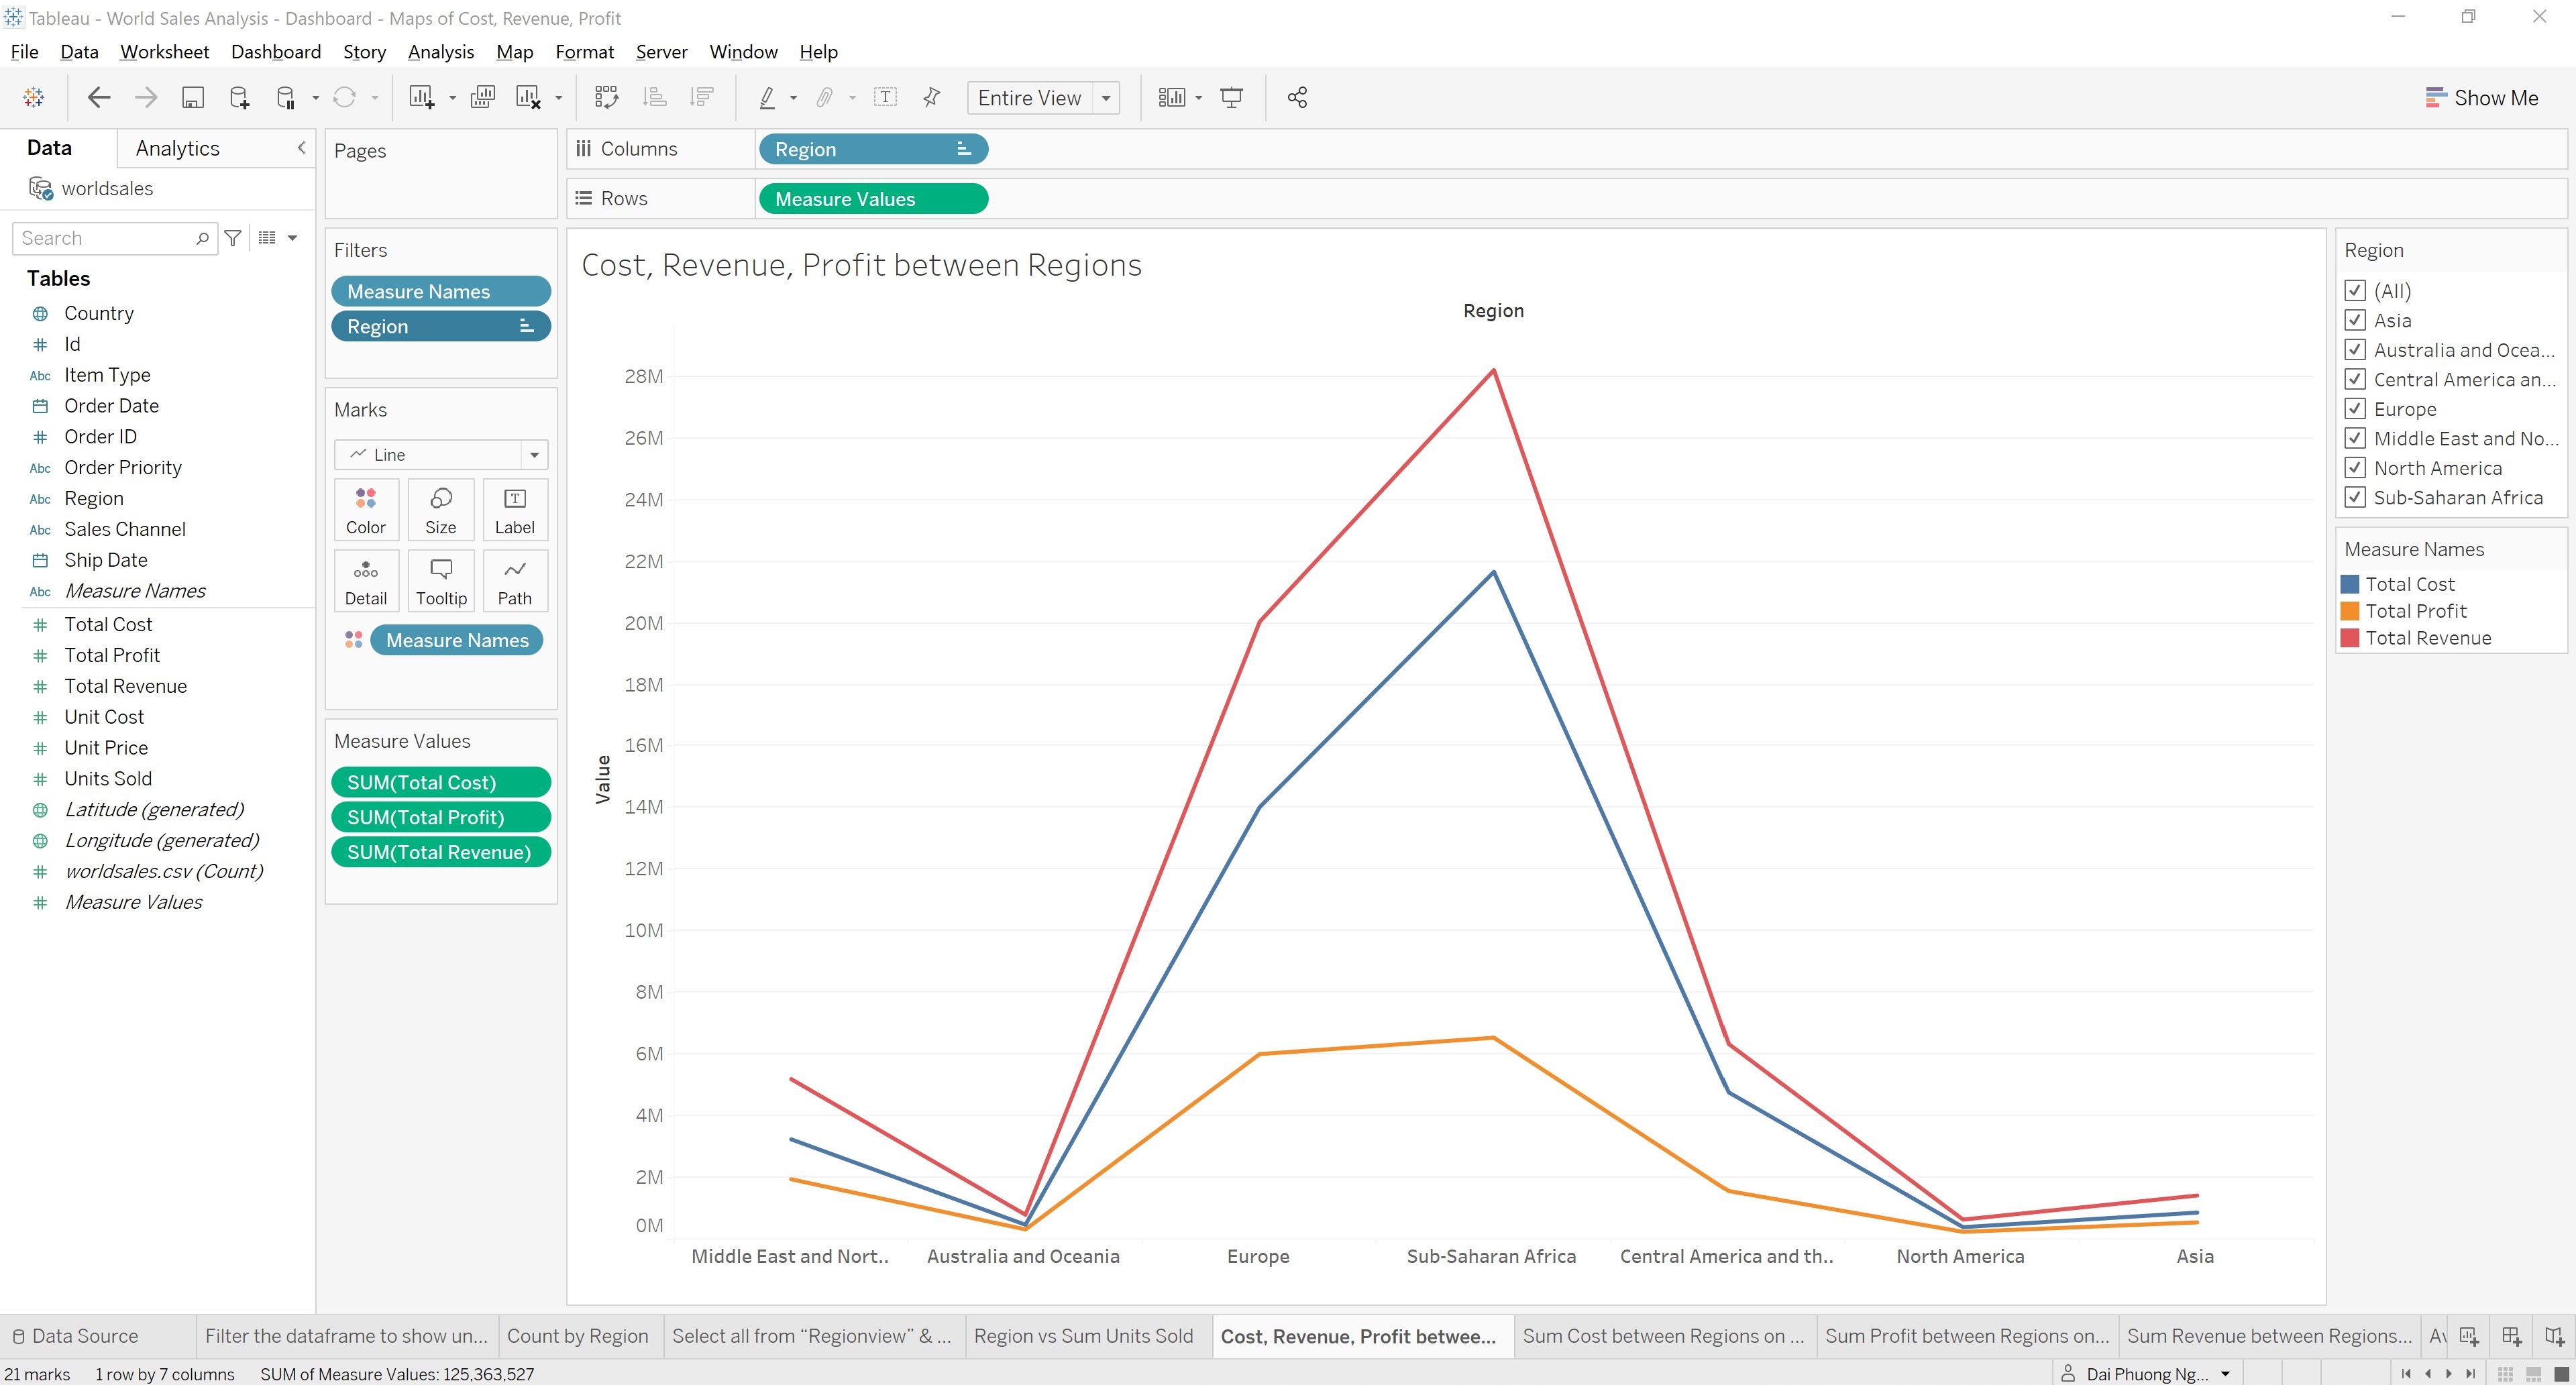 Tableau - World Sales Analysis - Dashboard - Maps of Cost, Revenue, Profit
File Data Worksheet Dashboard Story Analysis Map Format Server Window Help
Entire View
Show Me
Data Analytics
worldsales
Search
Tables
Country
Id
Abc Item Type
Order Date
Order ID
Abc Order Priority
Abc Region
Abc Sales Channel
Ship Date
Abc Measure Names
Total Cost
Total Profit
Total Revenue
Unit Cost
Unit Price
Units Sold
Latitude (generated)
Longitude (generated)
worldsales.csv (Count)
Measure Values
Pages
Filters
Measure Names
Region
Marks
Line
Color Size Label
Detail Tooltip Path
Measure Names
Measure Values
SUM(Total Cost)
SUM(Total Profit)
SUM(Total Revenue)
Columns Region
Rows Measure Values
Cost, Revenue, Profit between Regions
Region
28M
26M
24M
22M
20M
18M
16M
14M
12M
10M
8M
6M
4M
2M
0M
Value
Middle East and Nort.. Australia and Oceania Europe Sub-Saharan Africa Central America and th.. North America Asia
Region
(All)
Asia
Australia and Ocea...
Central America an...
Europe
Middle East and No...
North America
Sub-Saharan Africa
Measure Names
Total Cost
Total Profit
Total Revenue
Data Source Filter the dataframe to show un... Count by Region Select all from “Regionview” & ... Region vs Sum Units Sold Cost, Revenue, Profit betwee... Sum Cost between Regions on ... Sum Profit between Regions on... Sum Revenue between Regions...
21 marks 1 row by 7 columns SUM of Measure Values: 125,363,527 Dai Phuong Ng...